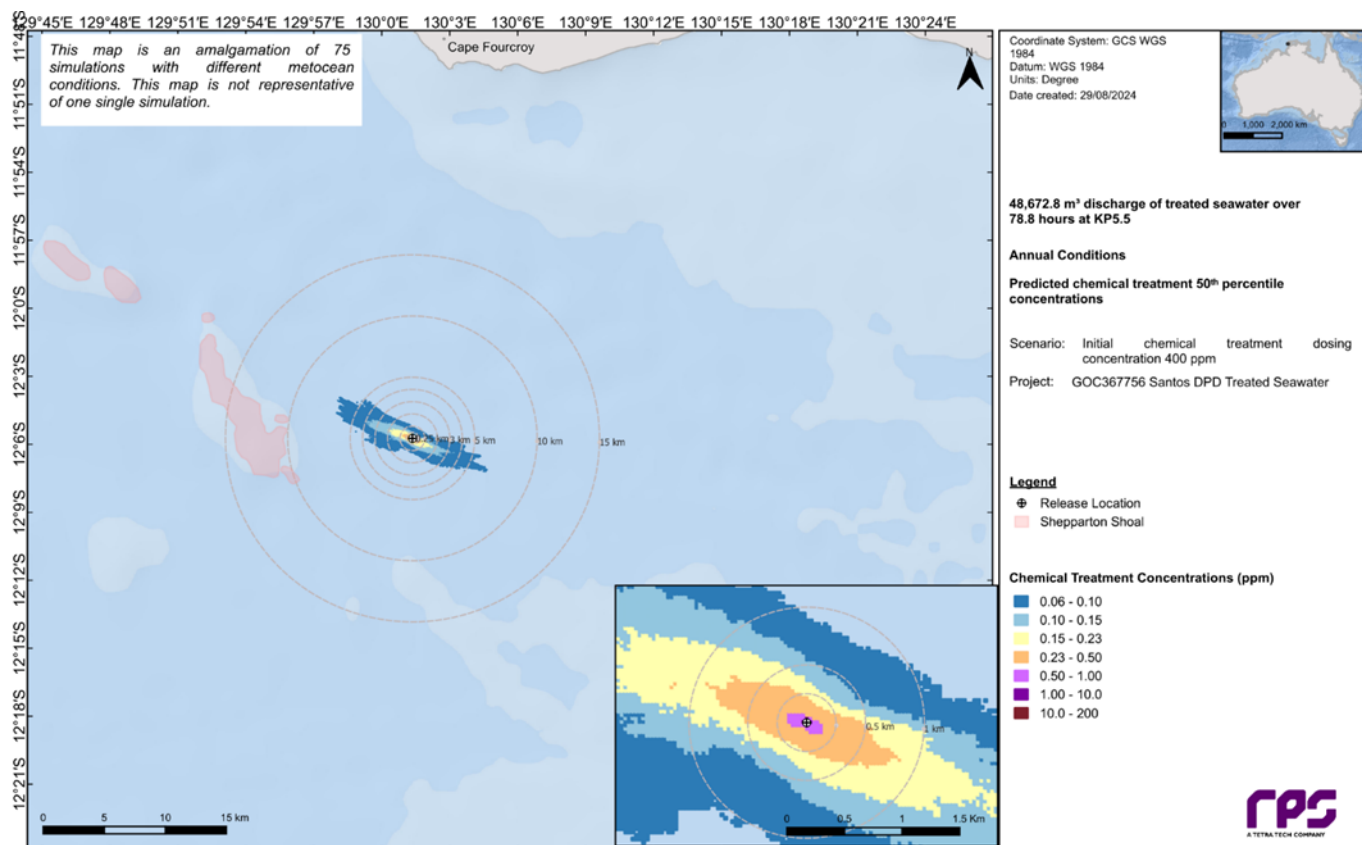 129°45'E 129°48'E 129°51'E 129°54'E 129°57'E 130°0'E 130°3'E 130°6'E 130°9'E 130°12'E 130°15'E 130°18'E 130°21'E 130°24'E
11°48'S
11°51'S
11°54'S
11°57'S
12°0'S
12°3'S
12°6'S
12°9'S
12°12'S
12°15'S
12°18'S
12°21'S
This map is an amalgamation of 75
simulations with different metocean
conditions. This map is not representative
of one single simulation.
Cape Fourcroy
N
5 km
10 km
15 km
0 5 10 15 km
0.5 km
1 km
0 0.5 1 1.5 Km
Coordinate System: GCS WGS
1984
Datum: WGS 1984
Units: Degree
Date created: 29/08/2024
0 1,000 2,000 km
48,672.8 m³ discharge of treated seawater over
78.8 hours at KP5.5
Annual Conditions
Predicted chemical treatment 50th percentile
concentrations
Scenario: Initial chemical treatment dosing
concentration 400 ppm
Project: GOC367756 Santos DPD Treated Seawater
Legend
Release Location
Shepparton Shoal
Chemical Treatment Concentrations (ppm)
0.06 - 0.10
0.10 - 0.15
0.15 - 0.23
0.23 - 0.50
0.50 - 1.00
1.00 - 10.0
10.0 - 200
rps
A TETRA TECH COMPANY